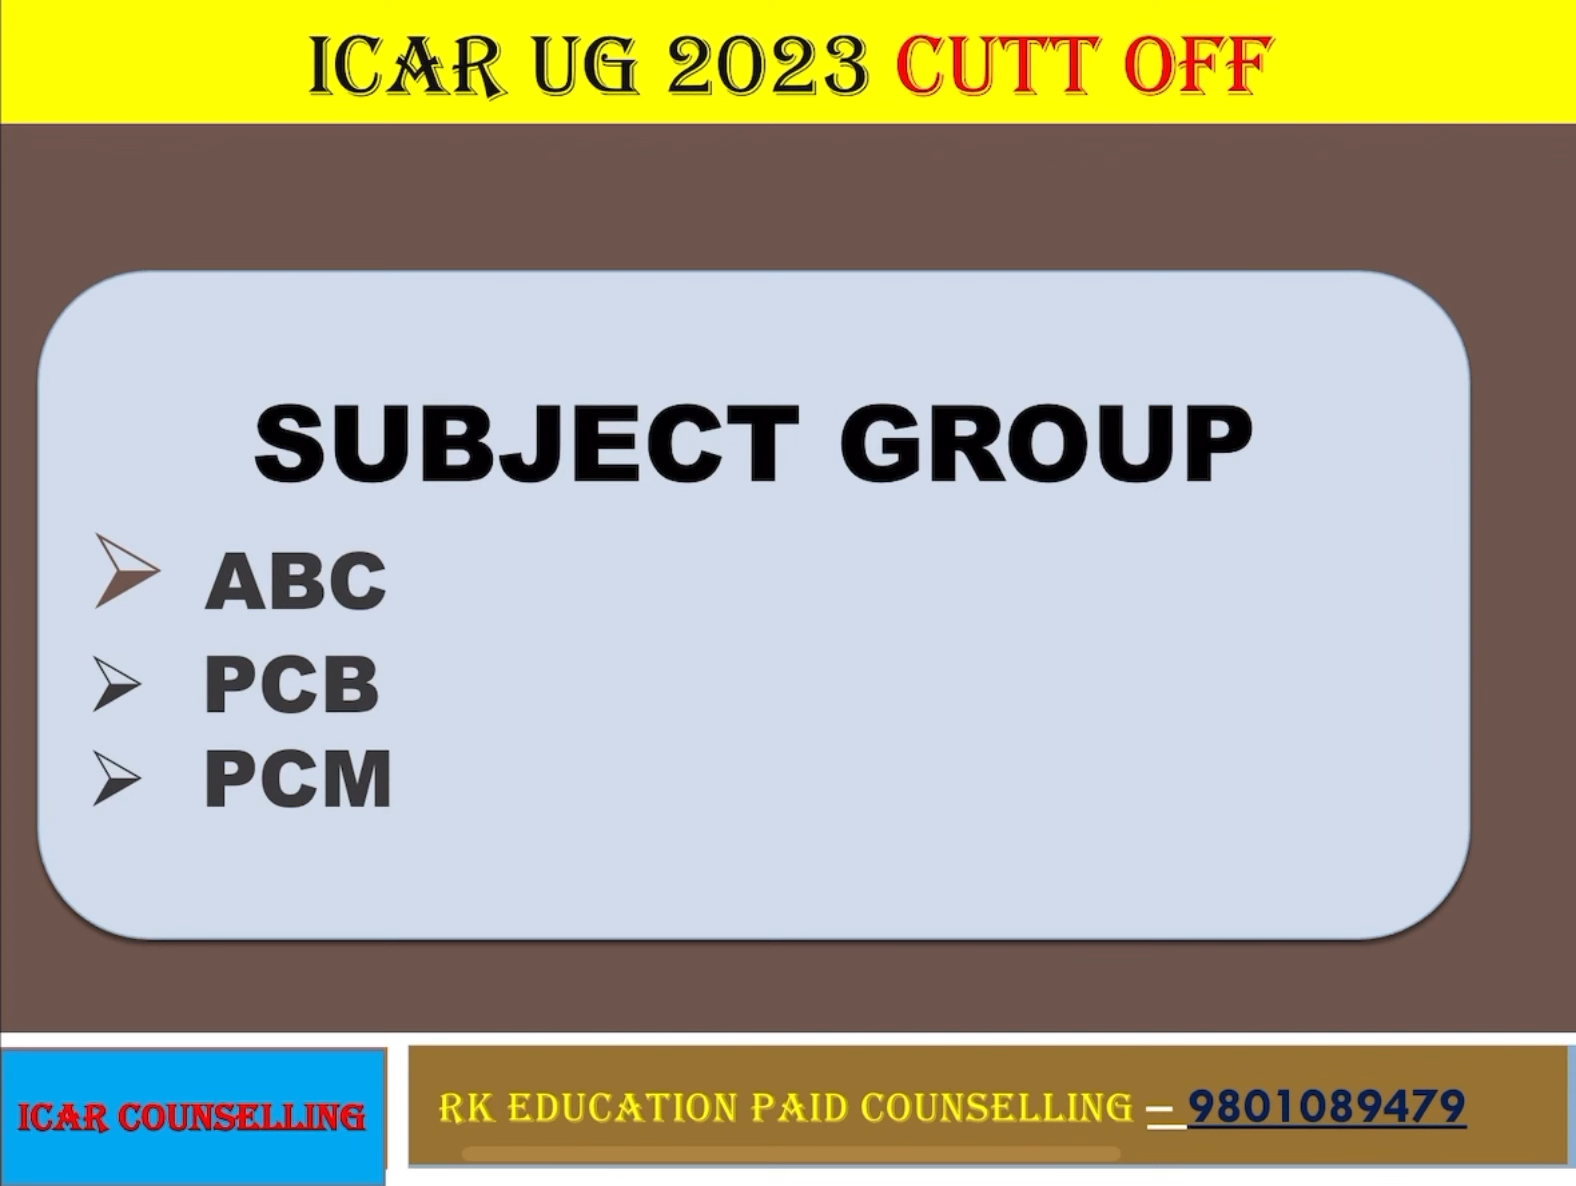 ICAR UG 2023 CUTT OFF
SUBJECT GROUP
ABC
PCB
PCM
ICAR COUNSELLING
RK EDUCATION PAID COUNSELLING – 9801089479